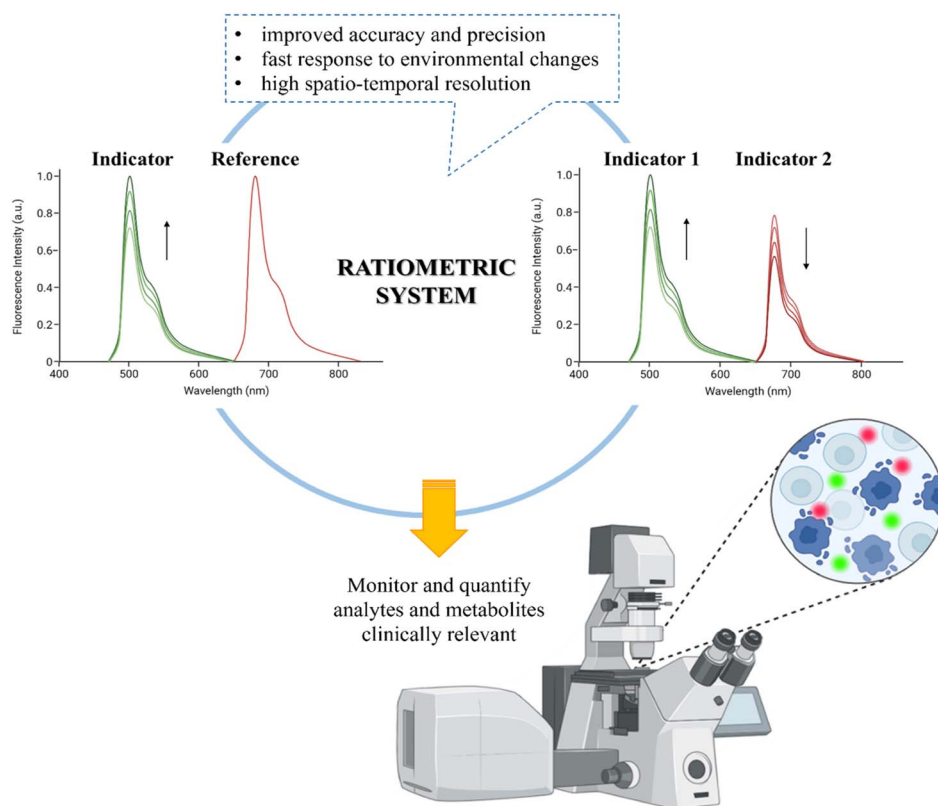 • improved accuracy and precision
• fast response to environmental changes
• high spatio-temporal resolution
Indicator
Reference
Fluorescence Intensity (a.u.)
1.0
0.8
0.6
0.4
0.2
0
400
500
600
700
800
Wavelength (nm)
RATIOMETRIC
SYSTEM
Indicator 1
Indicator 2
Fluorescence Intensity (a.u.)
1.0
0.8
0.6
0.4
0.2
0
400
500
600
700
800
Wavelength (nm)
Monitor and quantify
analytes and metabolites
clinically relevant